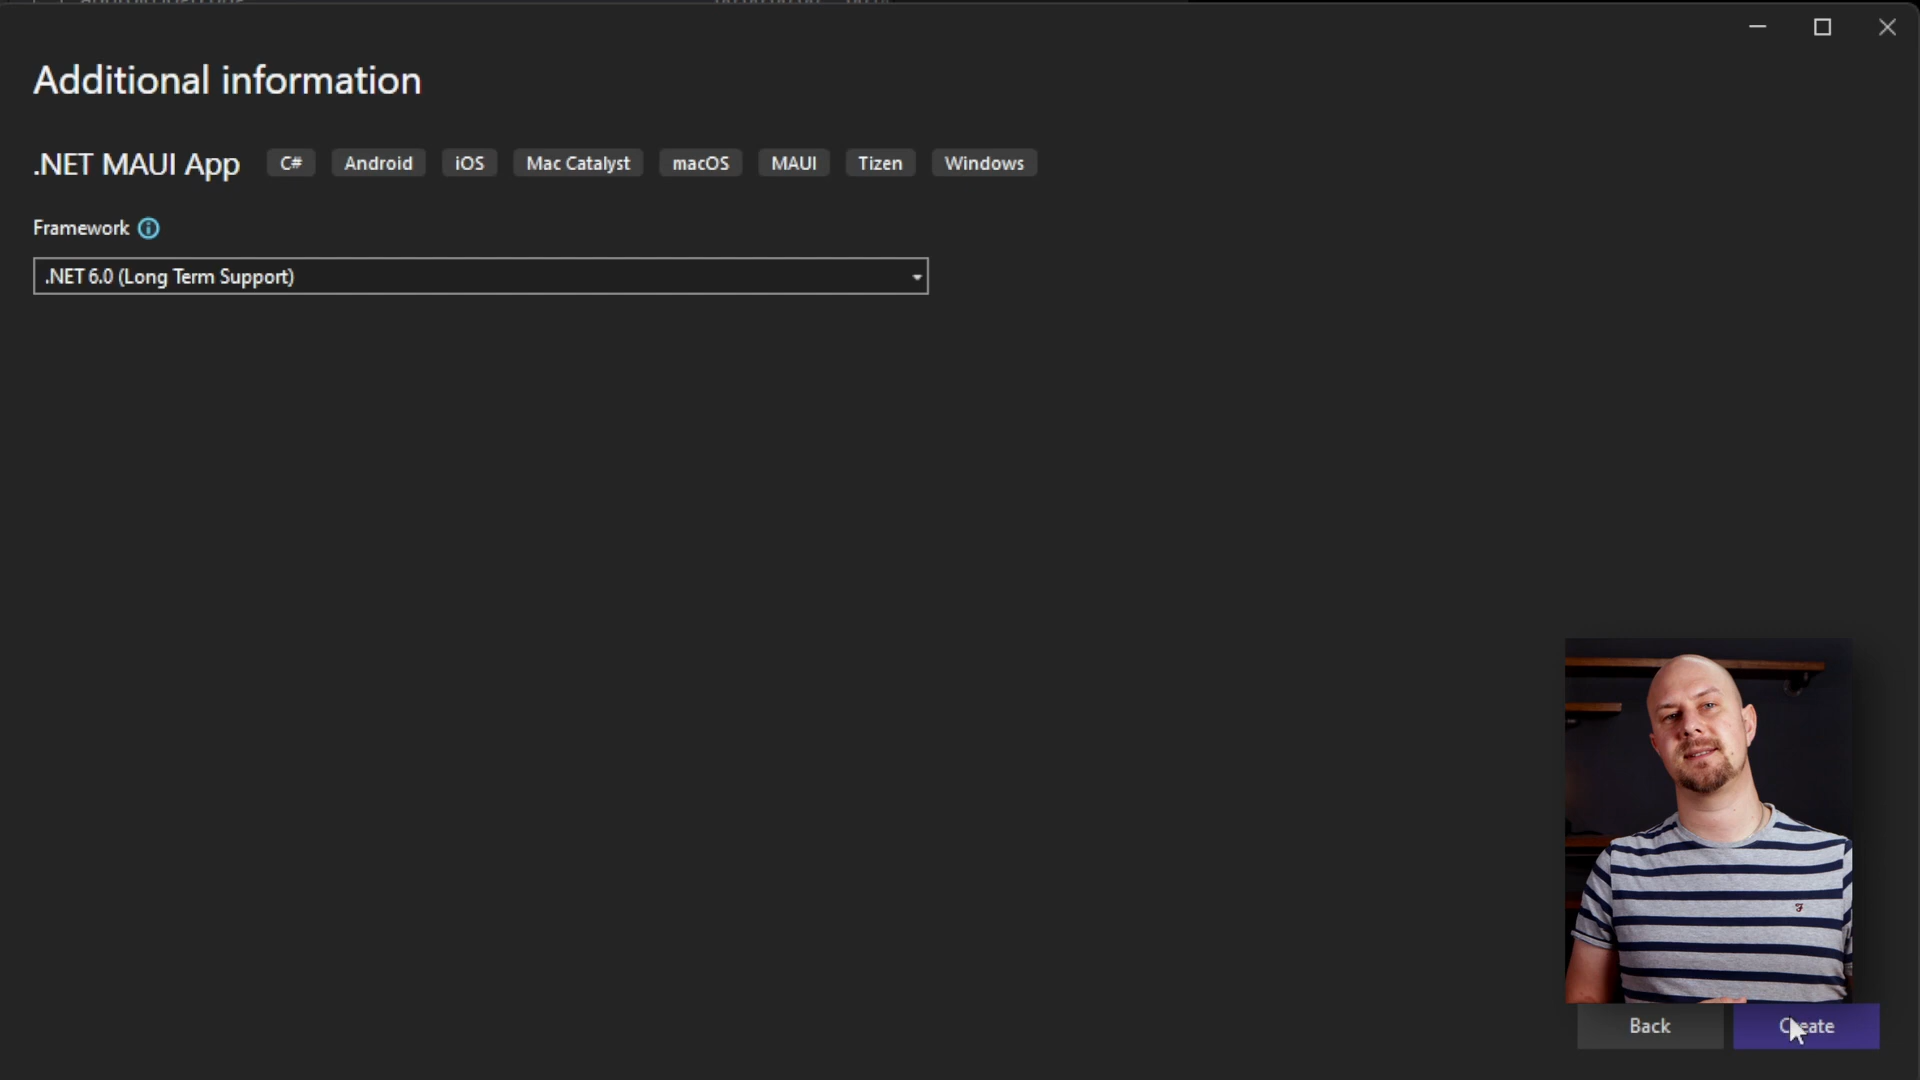 Additional information
.NET MAUI App C# Android iOS Mac Catalyst macOS MAUI Tizen Windows
Framework
.NET 6.0 (Long Term Support)
Back Create